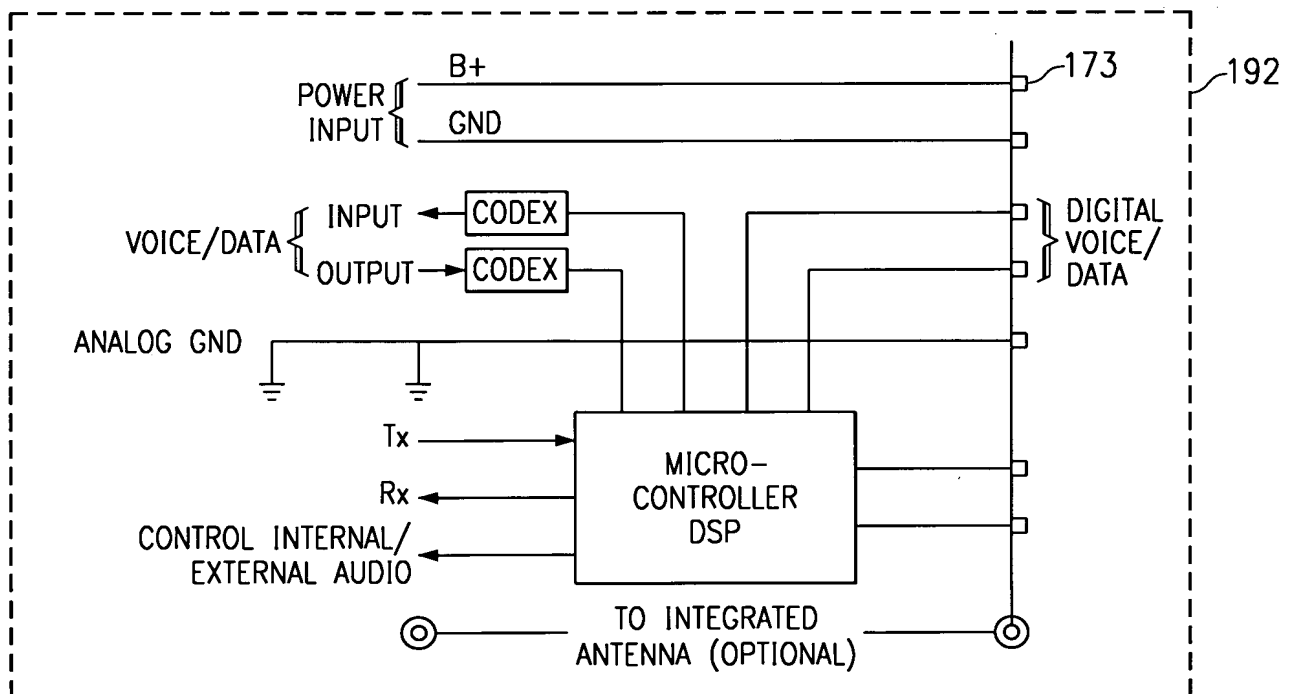 B+
173
192
POWER
INPUT
GND
INPUT
CODEX
DIGITAL
VOICE/
DATA
VOICE/DATA
OUTPUT
CODEX
ANALOG GND
Tx
Rx
MICRO-
CONTROLLER
DSP
CONTROL INTERNAL/
EXTERNAL AUDIO
TO INTEGRATED
ANTENNA (OPTIONAL)